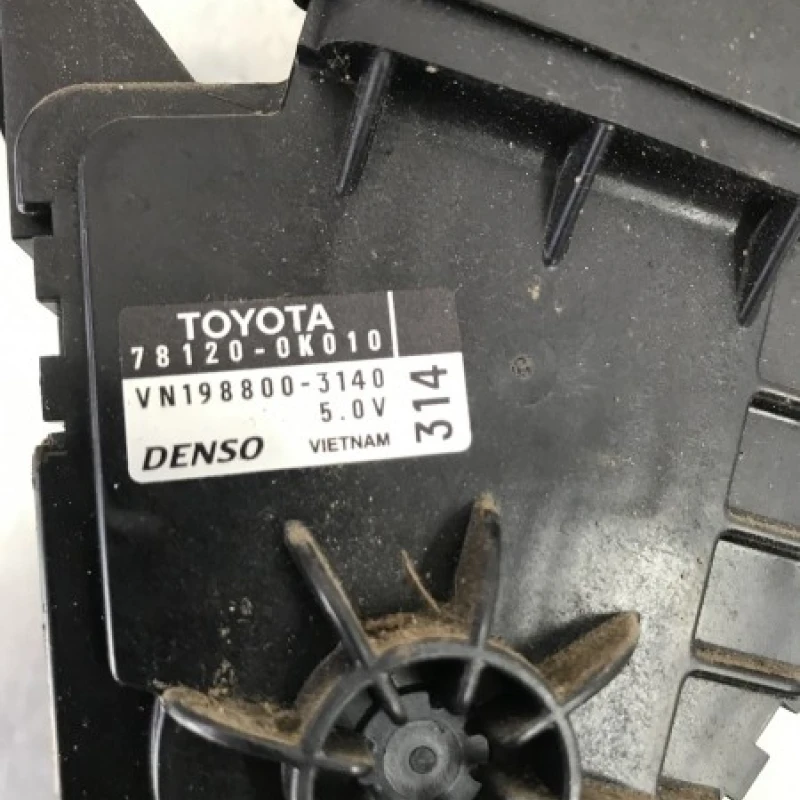 TOYOTA
78120-0K010
VN198800-3140
5.0V
314
DENSO VIETNAM